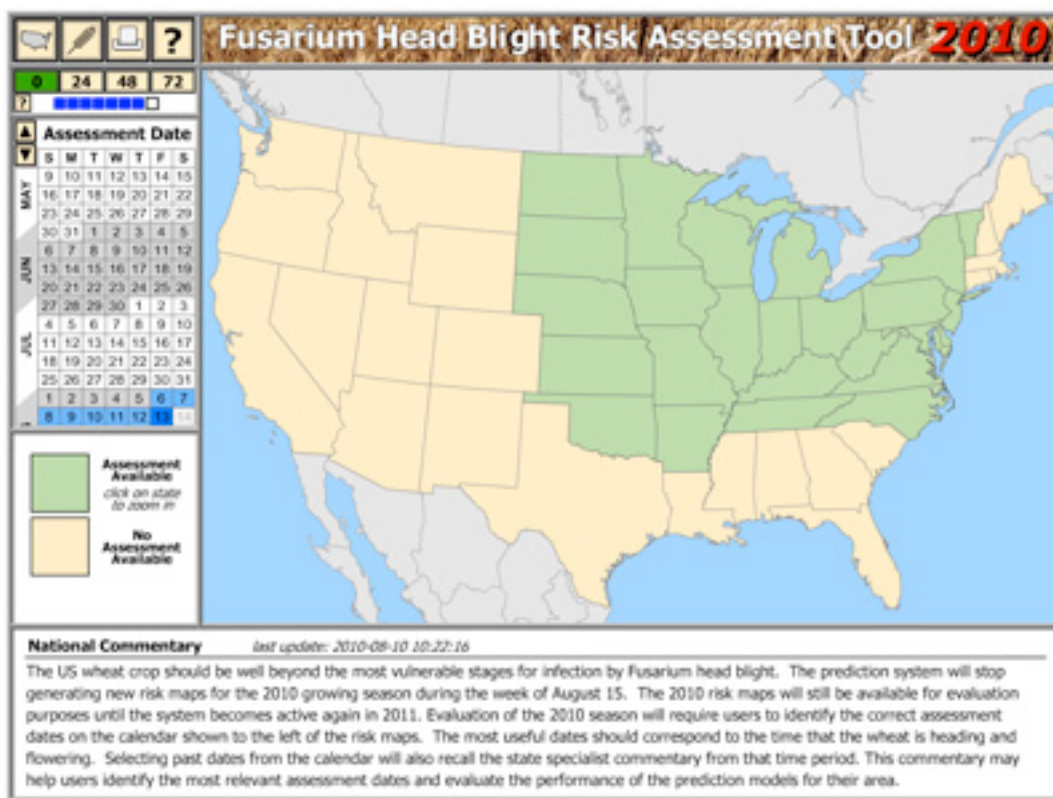 ?
Fusarium Head Blight Risk Assessment Tool 2010
0 24 48 72
?
Assessment Date
S M T W T F S
MAY
9 10 11 12 13 14 15
16 17 18 19 20 21 22
23 24 25 26 27 28 29
30 31 1 2 3 4 5
JUN
6 7 8 9 10 11 12
13 14 15 16 17 18 19
20 21 22 23 24 25 26
27 28 29 30 1 2 3
JUL
4 5 6 7 8 9 10
11 12 13 14 15 16 17
18 19 20 21 22 23 24
25 26 27 28 29 30 31
1 2 3 4 5 6 7
8 9 10 11 12 13 14
Assessment
Available
click on state
to zoom in
No
Assessment
Available
National Commentary last update: 2010-08-10 10:22:16
The US wheat crop should be well beyond the most vulnerable stages for infection by Fusarium head blight. The prediction system will stop
generating new risk maps for the 2010 growing season during the week of August 15. The 2010 risk maps will still be available for evaluation
purposes until the system becomes active again in 2011. Evaluation of the 2010 season will require users to identify the correct assessment
dates on the calendar shown to the left of the risk maps. The most useful dates should correspond to the time that the wheat is heading and
flowering. Selecting past dates from the calendar will also recall the state specialist commentary from that time period. This commentary may
help users identify the most relevant assessment dates and evaluate the performance of the prediction models for their area.